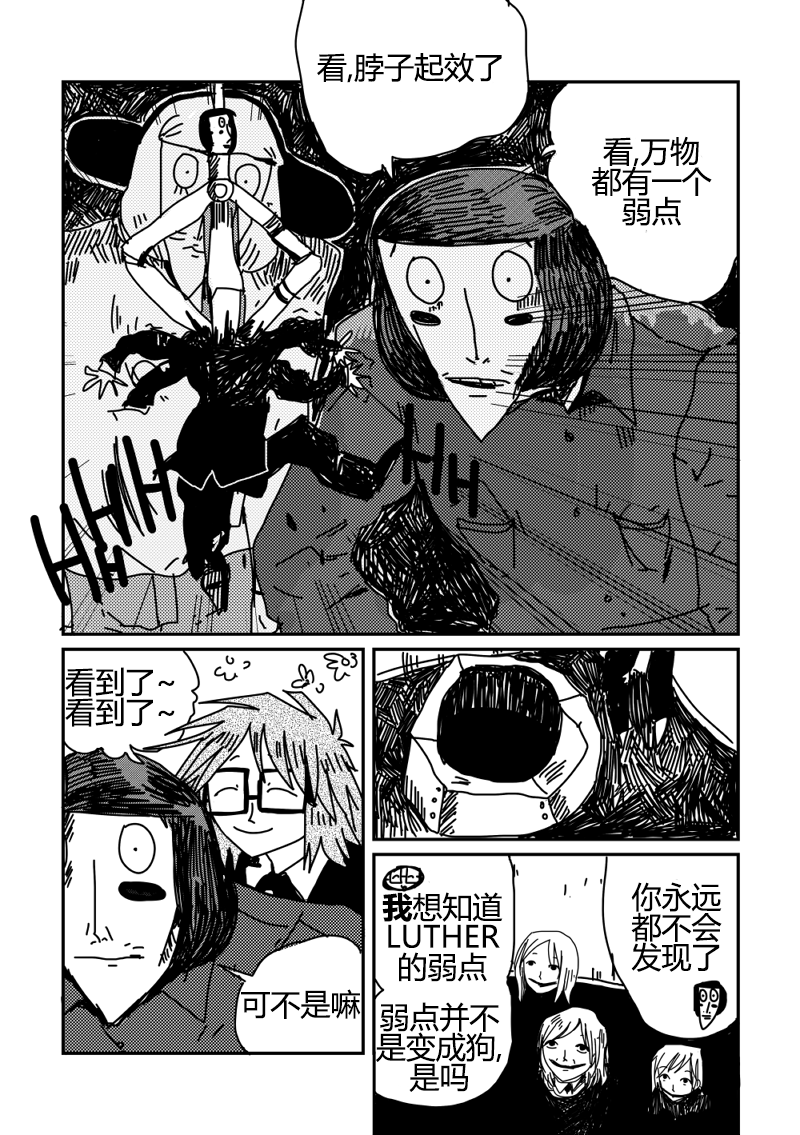 看,脖子起效了
看,万物
都有一个
弱点
HHHHHH
看到了~
看到了~
可不是嘛
我想知道
LUTHER
的弱点
弱点并不
是变成狗,
是吗
你永远
都不会
发现了